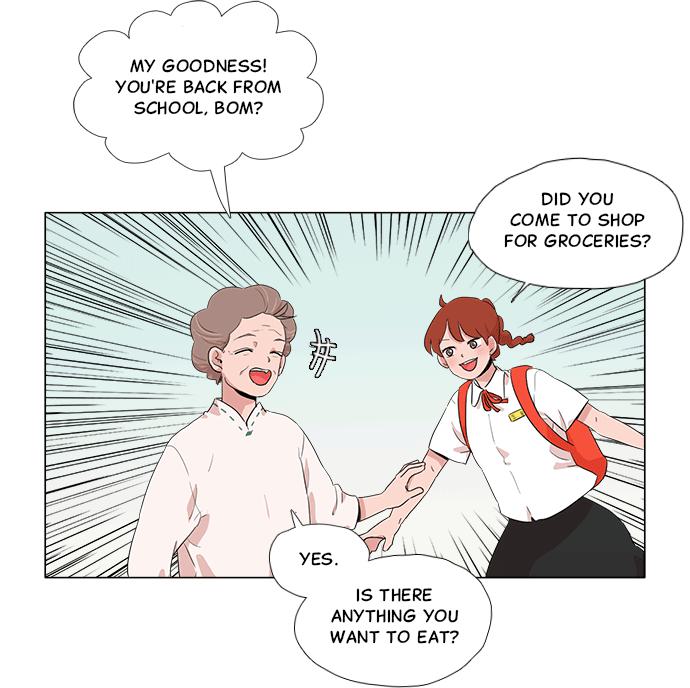 MY GOODNESS!
YOU'RE BACK FROM
SCHOOL, BOM?
DID YOU
COME TO SHOP
FOR GROCERIES?
YES.
IS THERE
ANYTHING YOU
WANT TO EAT?